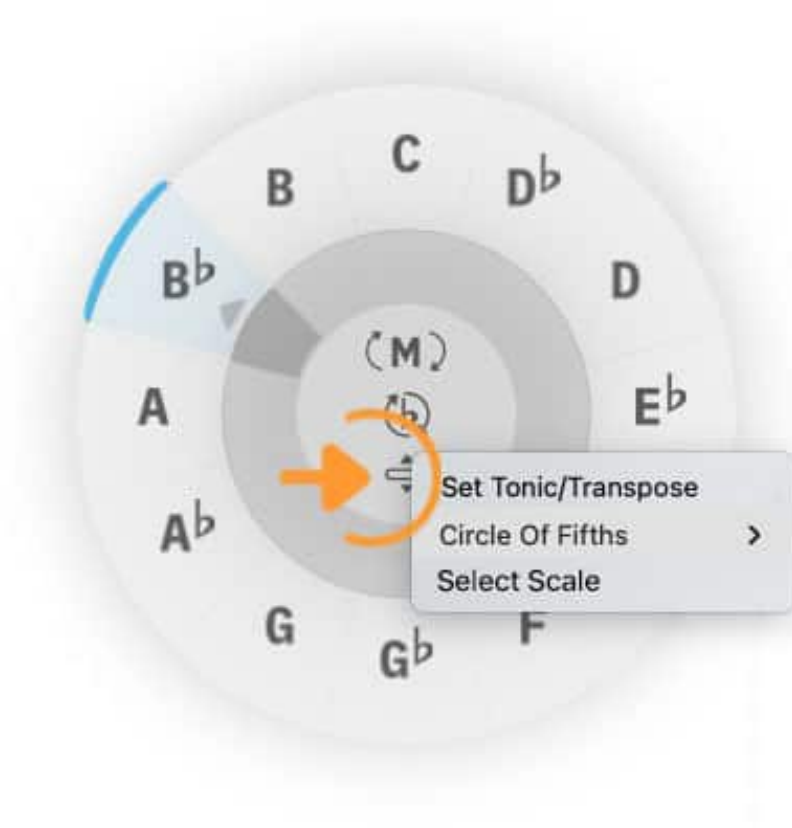 C
B
D♭
B♭
D
(M)
♭
A
E♭
Set Tonic/Transpose
Circle Of Fifths
Select Scale
A♭
G
F
G♭